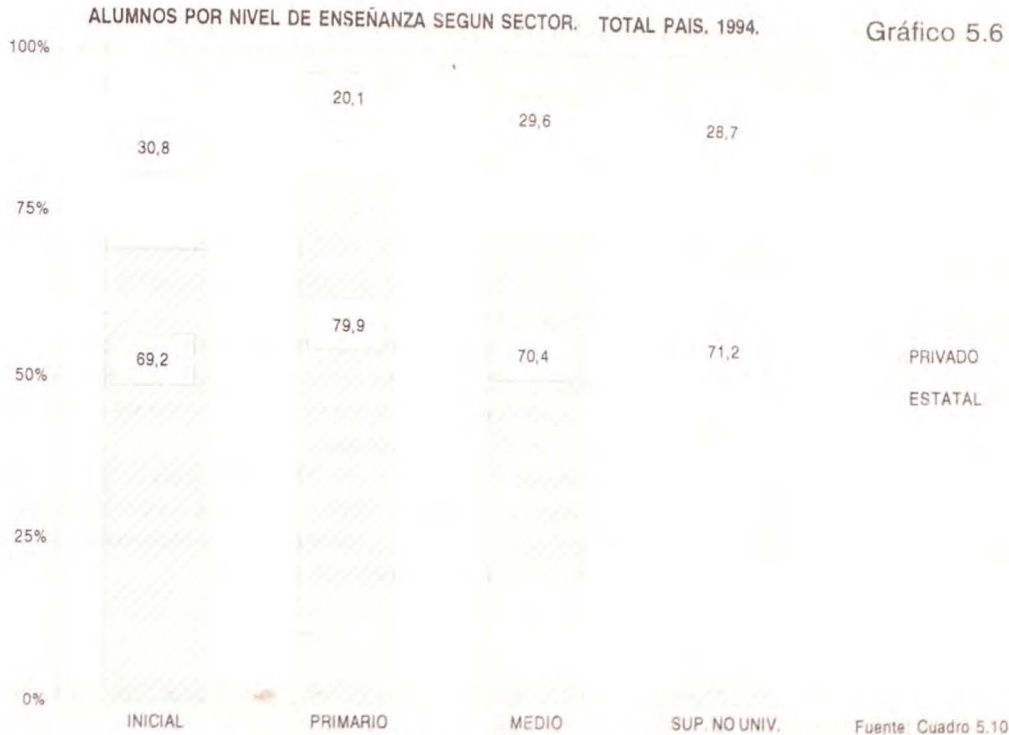 ALUMNOS POR NIVEL DE ENSEÑANZA SEGUN SECTOR. TOTAL PAIS. 1994.
Gráfico 5.6
100%
20,1
29,6
28,7
30,8
75%
79,9
69,2
70,4
71,2
PRIVADO
50%
ESTATAL
25%
0%
INICIAL PRIMARIO MEDIO SUP. NO UNIV. Fuente: Cuadro 5.10